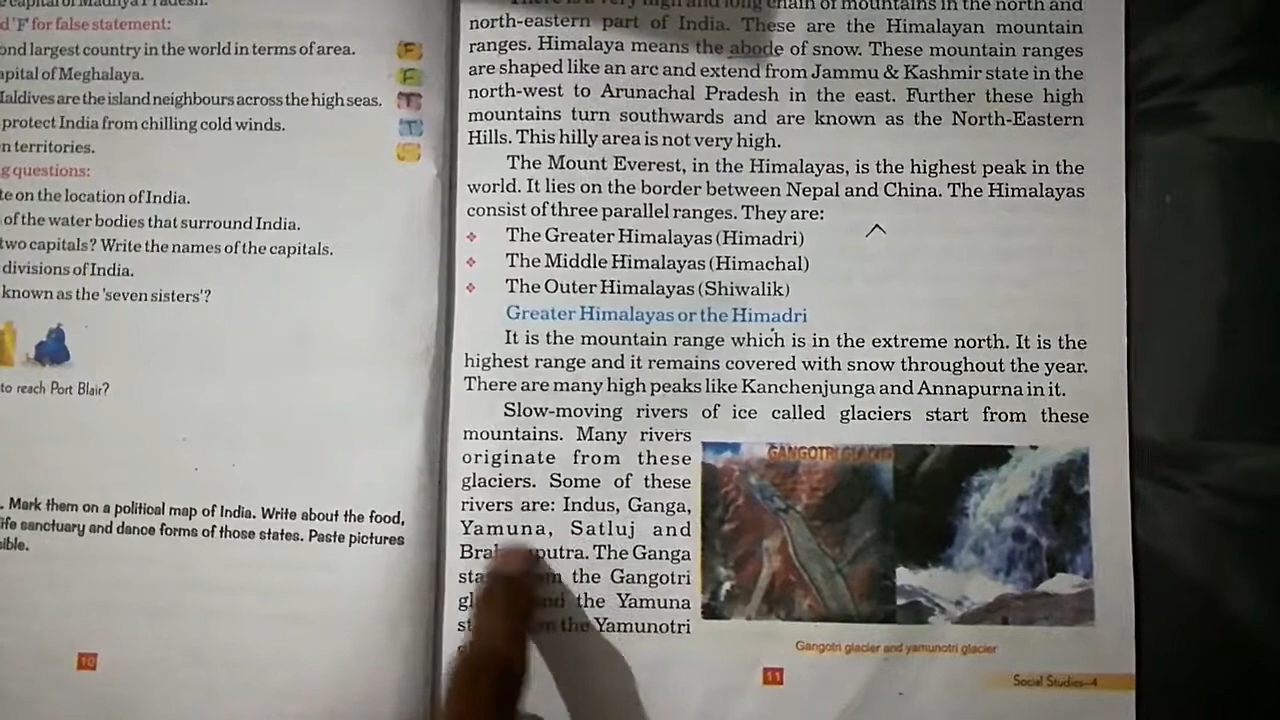 capital of Madhya Pradesh.
d 'F' for false statement:
ond largest country in the world in terms of area. F
apital of Meghalaya. F
Maldives are the island neighbours across the high seas. T
protect India from chilling cold winds. T
n territories.
g questions:
te on the location of India.
of the water bodies that surround India.
two capitals? Write the names of the capitals.
divisions of India.
known as the 'seven sisters'?
to reach Port Blair?
. Mark them on a political map of India. Write about the food,
ife sanctuary and dance forms of those states. Paste pictures
sible.
10
There is a very high and long chain of mountains in the north and
north-eastern part of India. These are the Himalayan mountain
ranges. Himalaya means the abode of snow. These mountain ranges
are shaped like an arc and extend from Jammu & Kashmir state in the
north-west to Arunachal Pradesh in the east. Further these high
mountains turn southwards and are known as the North-Eastern
Hills. This hilly area is not very high.
The Mount Everest, in the Himalayas, is the highest peak in the
world. It lies on the border between Nepal and China. The Himalayas
consist of three parallel ranges. They are:
❖ The Greater Himalayas (Himadri)
❖ The Middle Himalayas (Himachal)
❖ The Outer Himalayas (Shiwalik)
Greater Himalayas or the Himadri
It is the mountain range which is in the extreme north. It is the
highest range and it remains covered with snow throughout the year.
There are many high peaks like Kanchenjunga and Annapurna in it.
Slow-moving rivers of ice called glaciers start from these
mountains. Many rivers
originate from these
glaciers. Some of these
rivers are: Indus, Ganga,
Yamuna, Satluj and
The Ganga
the Gangotri
the Yamuna
the Yamunotri
GANGOTRI GLACIER
Gangotri glacier and yamunotri glacier
11
Social Studies-4